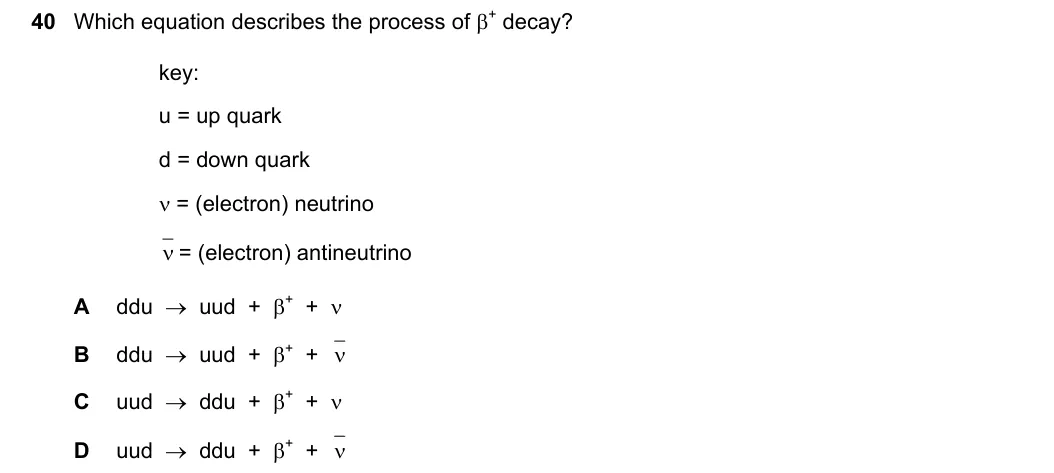 40 Which equation describes the process of β⁺ decay?
key:
u = up quark
d = down quark
ν = (electron) neutrino
ν̅ = (electron) antineutrino
A ddu → uud + β⁺ + ν
B ddu → uud + β⁺ + ν̅
C uud → ddu + β⁺ + ν
D uud → ddu + β⁺ + ν̅